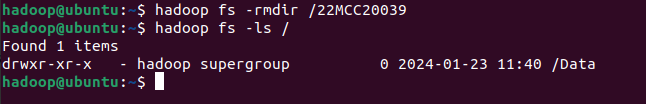 hadoop@ubuntu:~$ hadoop fs -rmdir /22MCC20039
hadoop@ubuntu:~$ hadoop fs -ls /
Found 1 items
drwxr-xr-x   - hadoop supergroup          0 2024-01-23 11:40 /Data
hadoop@ubuntu:~$